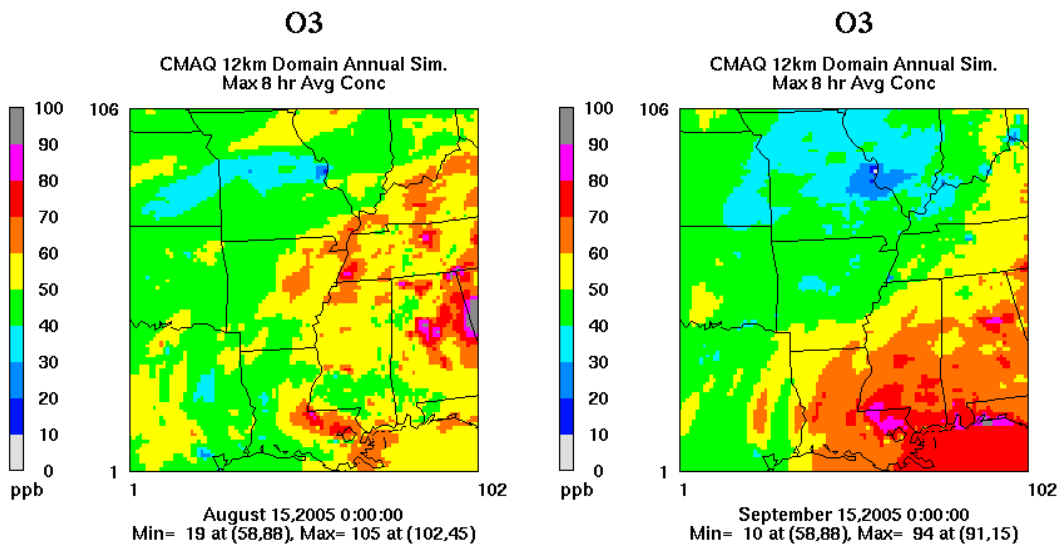 O3
CMAQ 12km Domain Annual Sim.
Max 8 hr Avg Conc
100
90
80
70
60
50
40
30
20
10
0
ppb
106
1
1
102
August 15,2005 0:00:00
Min= 19 at (58,88), Max= 105 at (102,45)
O3
CMAQ 12km Domain Annual Sim.
Max 8 hr Avg Conc
100
90
80
70
60
50
40
30
20
10
0
ppb
106
1
1
102
September 15,2005 0:00:00
Min= 10 at (58,88), Max= 94 at (91,15)